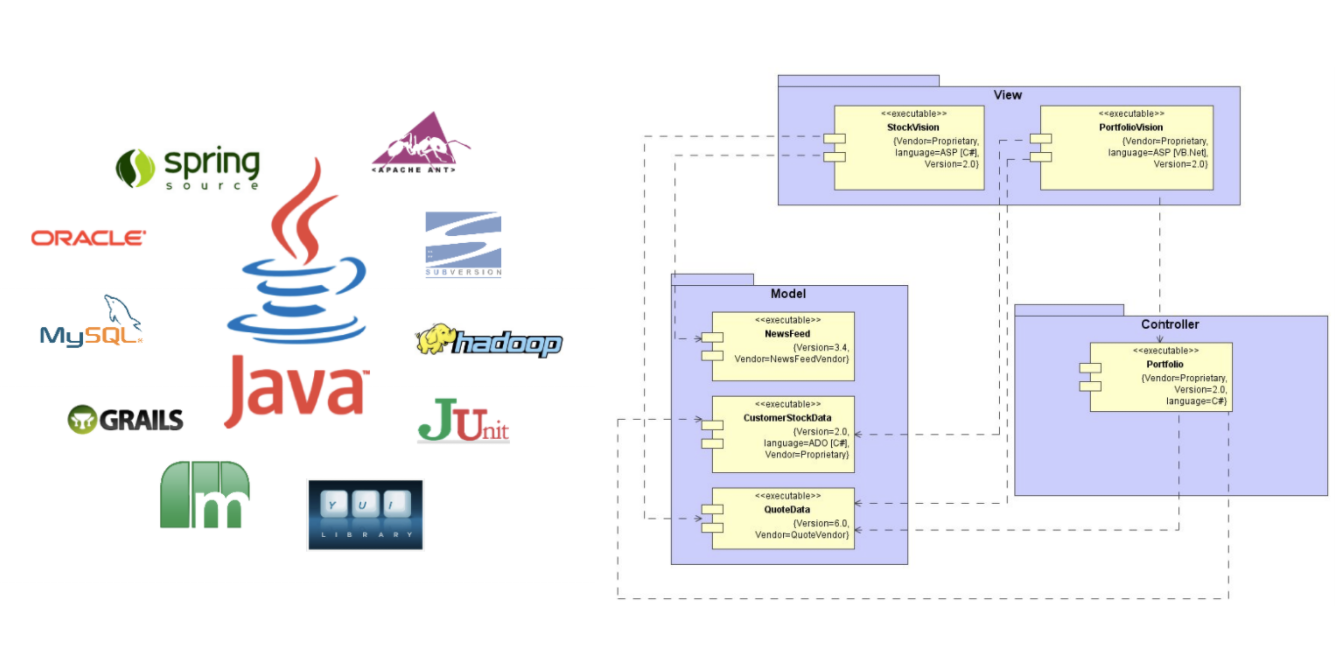 spring
source
<APACHE ANT>
ORACLE
SUBVERSION
MySQL
hadoop
Java™
GRAILS
JUnit
m
Y U I
LIBRARY
View
<<executable>>
StockVision
{Vendor=Proprietary,
language=ASP [C#],
Version=2.0}
<<executable>>
PortfolioVision
{Vendor=Proprietary,
language=ASP [VB.Net],
Version=2.0}
Model
<<executable>>
NewsFeed
{Version=3.4,
Vendor=NewsFeedVendor}
<<executable>>
CustomerStockData
{Version=2.0,
language=ADO [C#],
Vendor=Proprietary}
<<executable>>
QuoteData
{Version=6.0,
Vendor=QuoteVendor}
Controller
<<executable>>
Portfolio
{Vendor=Proprietary,
Version=2.0,
language=C#}